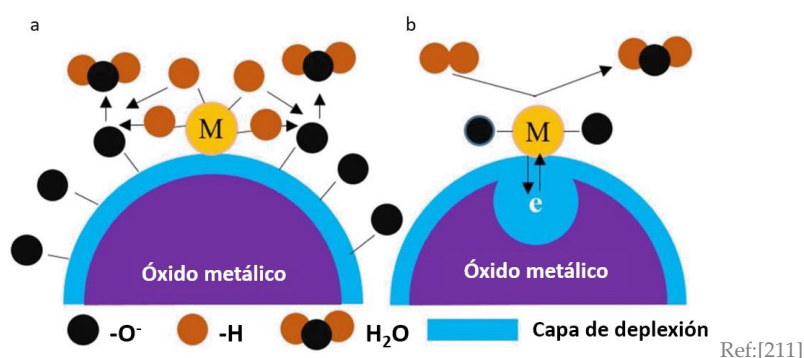 a
b
M
M
e
Óxido metálico
Óxido metálico
-O⁻
-H
H₂O
Capa de deplexión
Ref:[211]